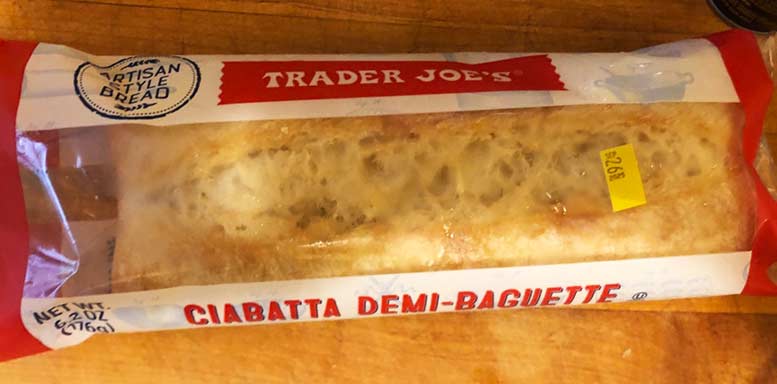 ARTISAN
STYLE
BREAD
TRADER JOE'S®
CIABATTA DEMI-BAGUETTE
NET WT.
6.2 OZ
(176g)